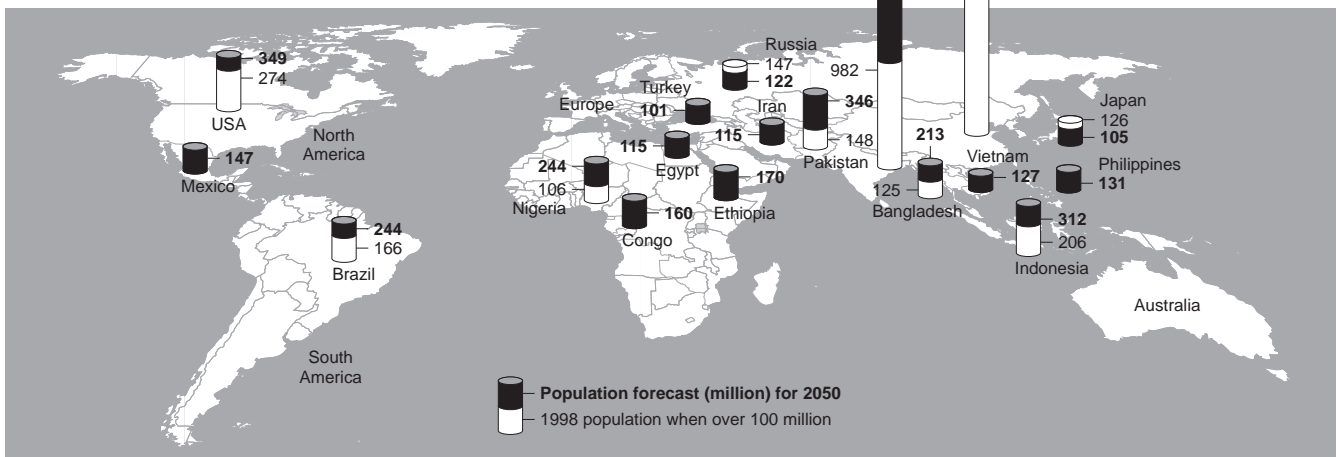 349
274
USA
North
America
147
Mexico
244
166
Brazil
South
America
Russia
147
122
Turkey
Europe
101
Iran
115
346
148
Pakistan
982
115
Egypt
244
106
Nigeria
170
Ethiopia
160
Congo
213
125
Bangladesh
Vietnam
127
Japan
126
105
Philippines
131
312
206
Indonesia
Australia
Population forecast (million) for 2050
1998 population when over 100 million